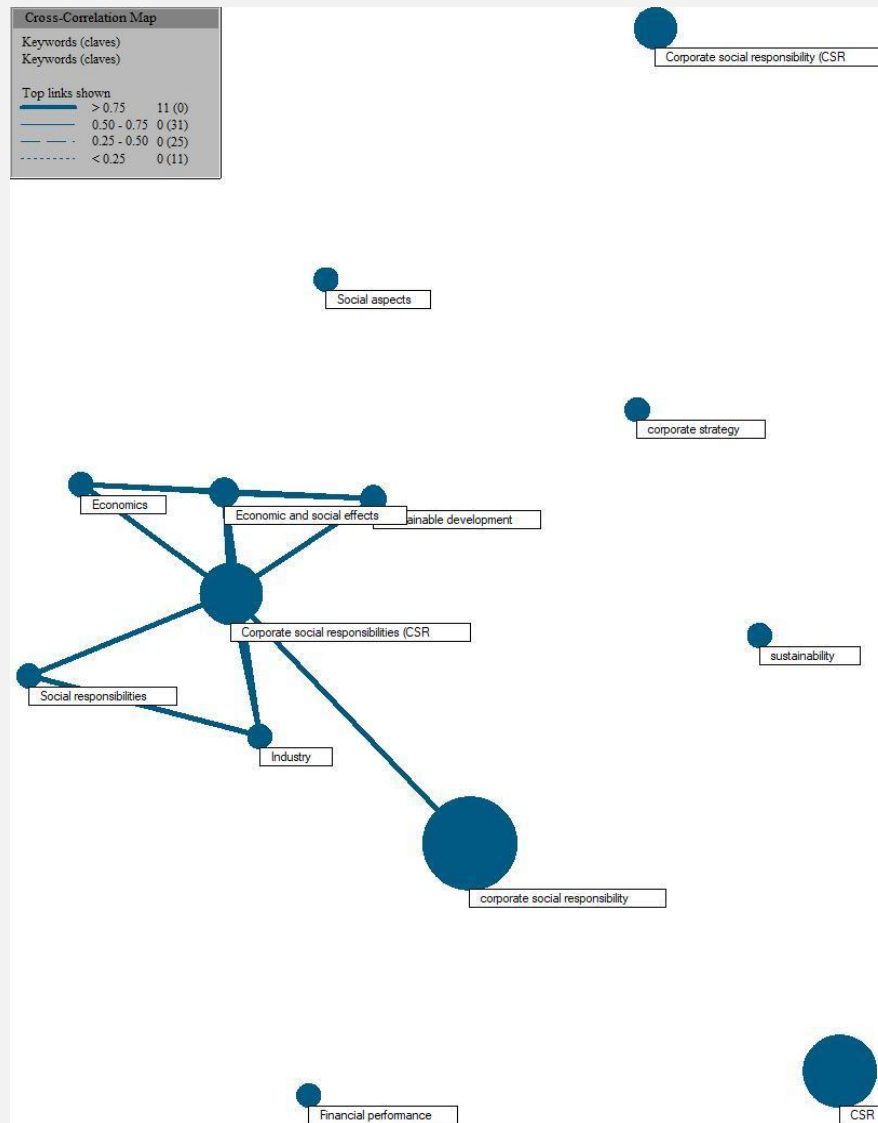 Cross-Correlation Map
Keywords (claves)
Keywords (claves)
Top links shown
> 0.75 11 (0)
0.50 - 0.75 0 (31)
0.25 - 0.50 0 (25)
< 0.25 0 (11)
Corporate social responsibility (CSR
Social aspects
corporate strategy
Economics
Economic and social effects
ainable development
Corporate social responsibilities (CSR
sustainability
Social responsibilities
Industry
corporate social responsibility
Financial performance
CSR